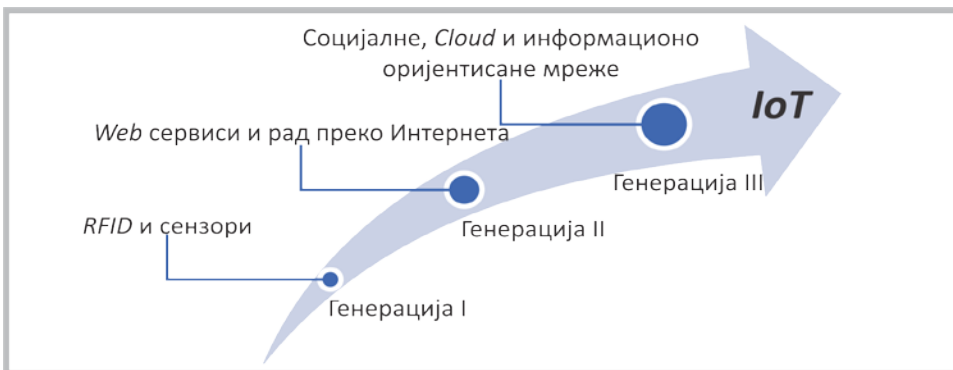 Социјалне, Cloud и информационо
оријентисане мреже
IoT
Web сервиси и рад преко Интернета
Генерација III
RFID и сензори
Генерација II
Генерација I